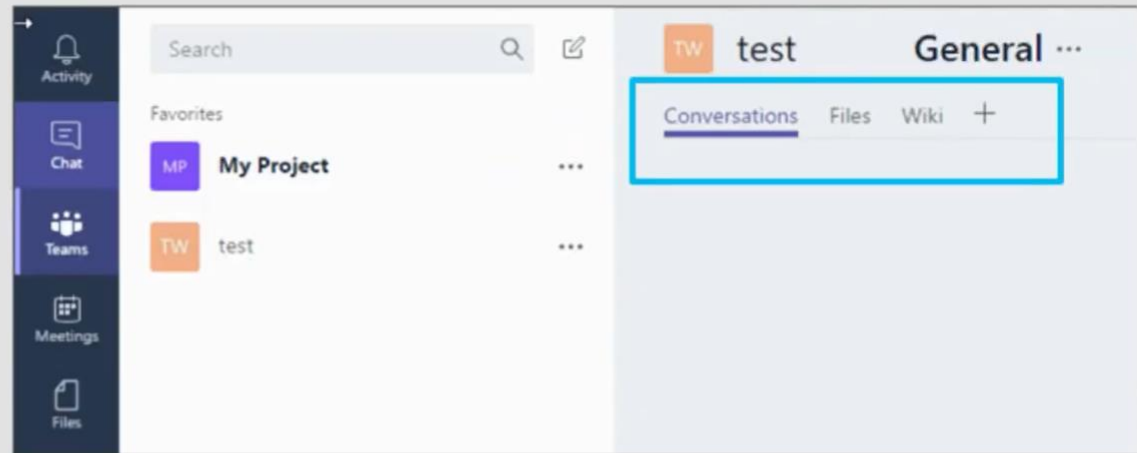 Activity
Chat
Teams
Meetings
Files
Search
Favorites
MP My Project ...
TW test ...
TW test General ...
Conversations Files Wiki +